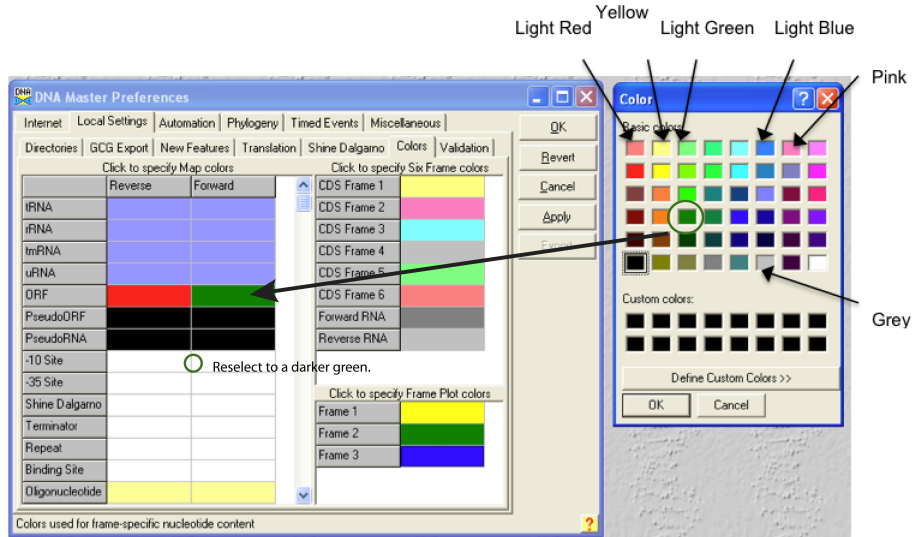 Yellow
Light Red
Light Green
Light Blue
Pink
Grey
DNA Master Preferences
Internet
Local Settings
Automation
Phylogeny
Timed Events
Miscellaneous
Directories
GCG Export
New Features
Translation
Shine Dalgarno
Colors
Validation
Click to specify Map colors
Reverse Forward
tRNA
rRNA
tmRNA
uRNA
ORF
PseudoORF
PseudoRNA
-10 Site
-35 Site
Shine Dalgarno
Terminator
Repeat
Binding Site
Oligonucleotide
Reselect to a darker green.
Click to specify Six Frame colors
CDS Frame 1
CDS Frame 2
CDS Frame 3
CDS Frame 4
CDS Frame 5
CDS Frame 6
Forward RNA
Reverse RNA
Click to specify Frame Plot colors
Frame 1
Frame 2
Frame 3
OK
Revert
Cancel
Apply
Export
Colors used for frame-specific nucleotide content
?
Color
?
Basic colors:
Custom colors:
Define Custom Colors >>
OK
Cancel